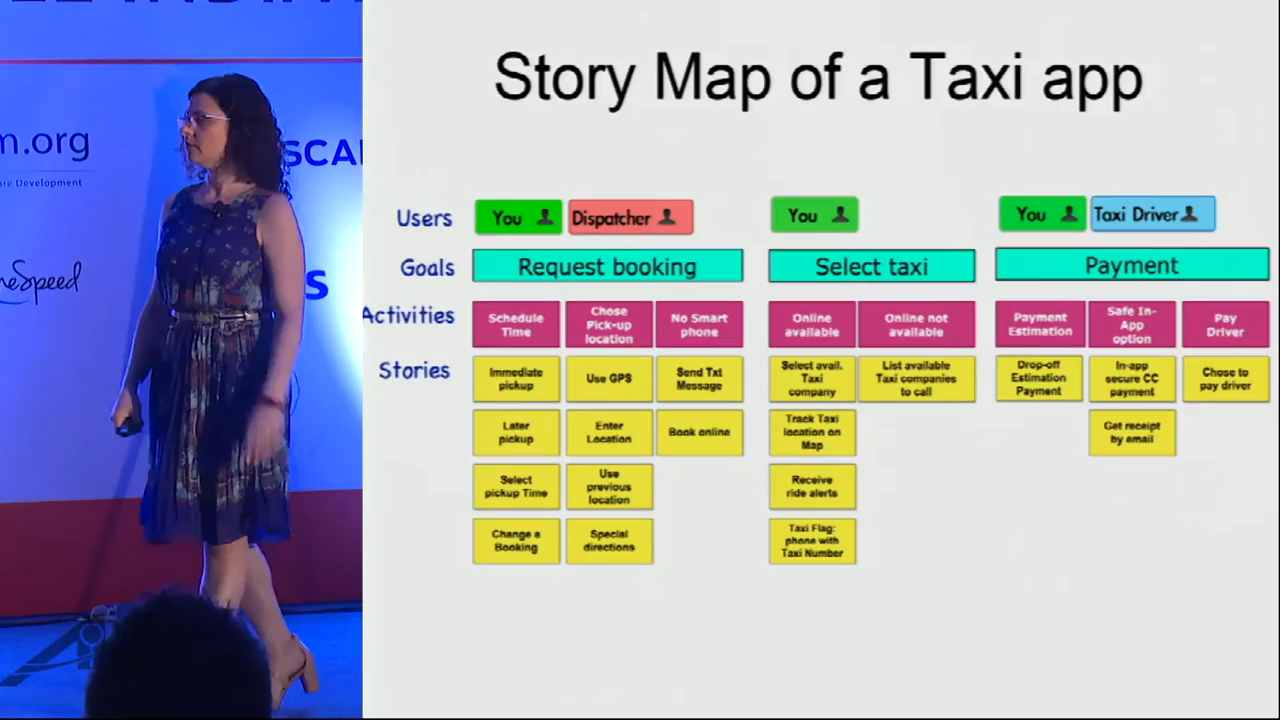 m.org
are Development
SCA
neSpeed
s
Story Map of a Taxi app
Users
You
Dispatcher
You
You
Taxi Driver
Goals
Request booking
Select taxi
Payment
Activities
Schedule
Time
Chose
Pick-up
location
No Smart
phone
Online
available
Online not
available
Payment
Estimation
Safe In-
App
option
Pay
Driver
Stories
Immediate
pickup
Use GPS
Send Txt
Message
Select avail.
Taxi
company
List available
Taxi companies
to call
Drop-off
Estimation
Payment
In-app
secure CC
payment
Chose to
pay driver
Later
pickup
Enter
Location
Book online
Track Taxi
location on
Map
Get receipt
by email
Select
pickup Time
Use
previous
location
Receive
ride alerts
Change a
Booking
Special
directions
Taxi Flag:
phone with
Taxi Number